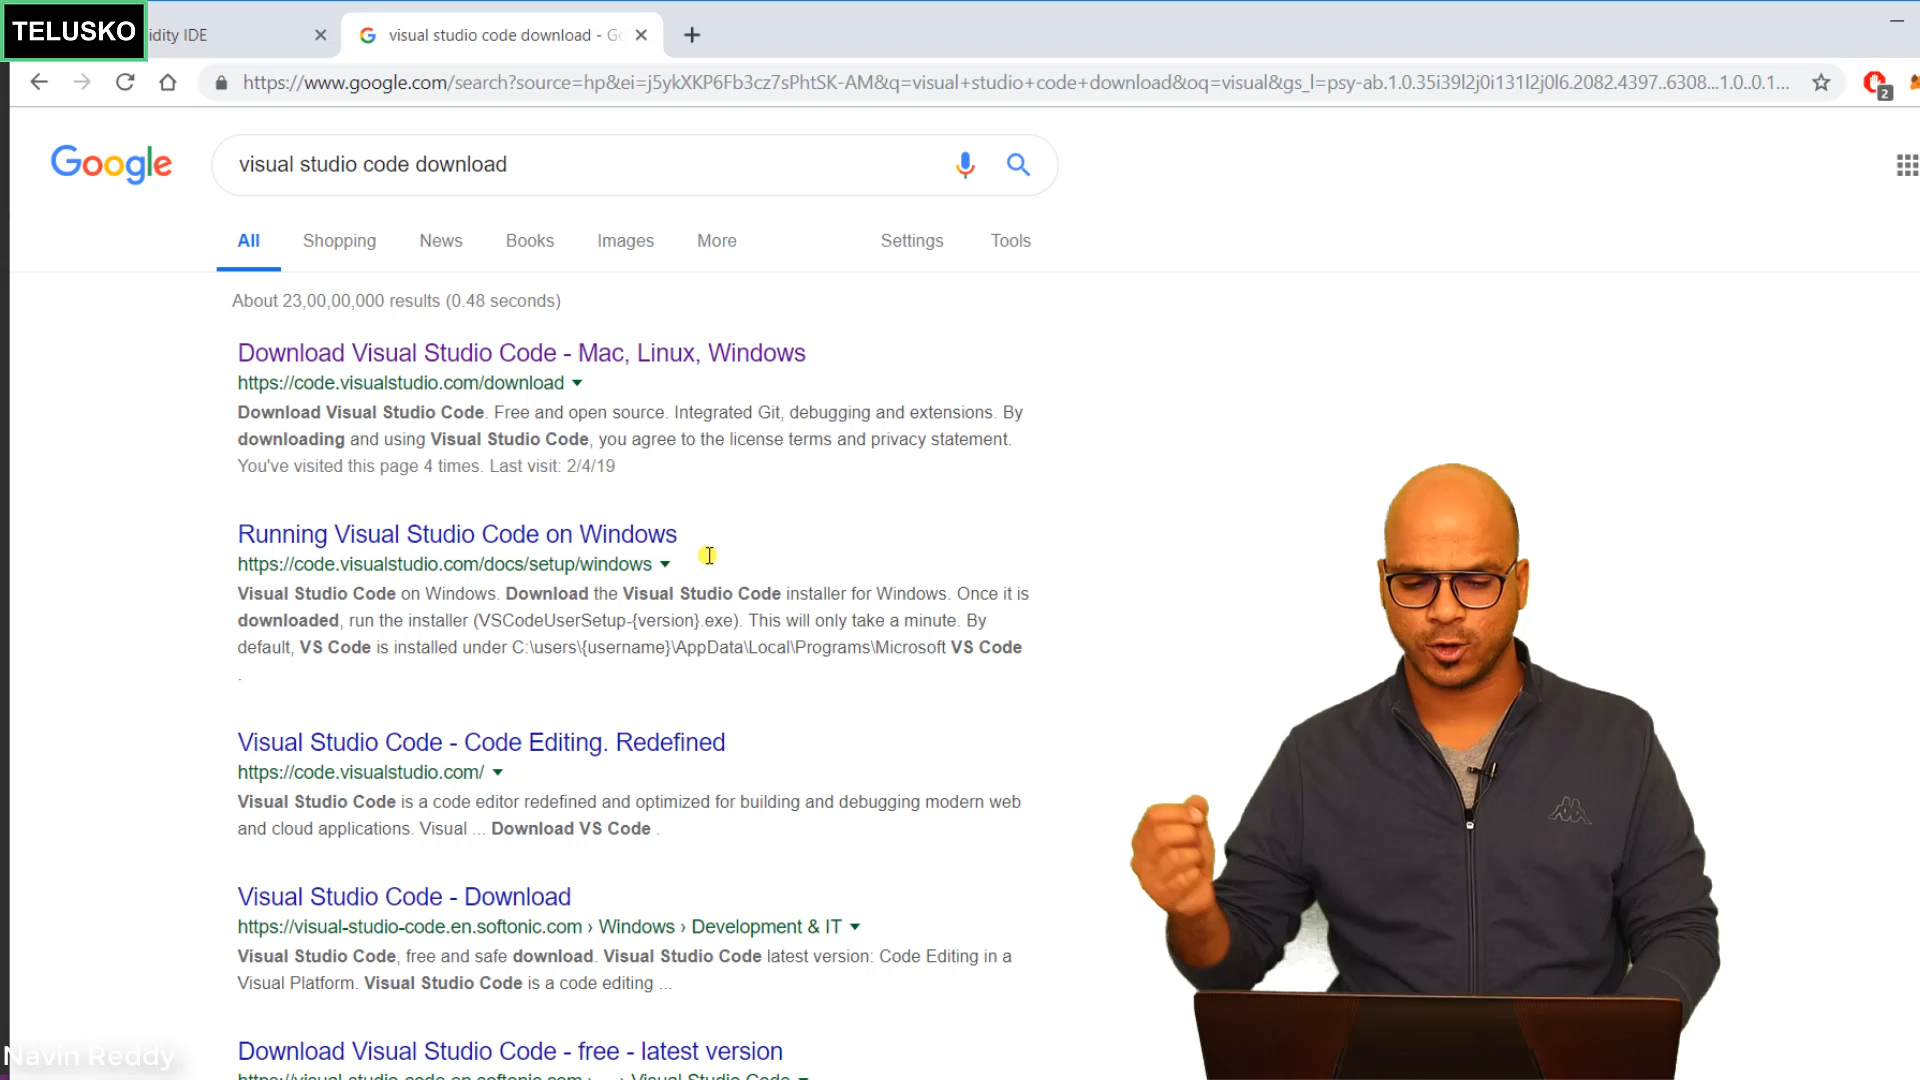 TELUSKO
idity IDE
visual studio code download - Go
https://www.google.com/search?source=hp&ei=j5ykXKP6Fb3cz7sPhtSK-AM&q=visual+studio+code+download&oq=visual&gs_l=psy-ab.1.0.35i39l2j0i131l2j0l6.2082.4397..6308...1.0..0.1...
2
Google
visual studio code download
All Shopping News Books Images More Settings Tools
About 23,00,00,000 results (0.48 seconds)
Download Visual Studio Code - Mac, Linux, Windows
https://code.visualstudio.com/download
Download Visual Studio Code. Free and open source. Integrated Git, debugging and extensions. By
downloading and using Visual Studio Code, you agree to the license terms and privacy statement.
You've visited this page 4 times. Last visit: 2/4/19
Running Visual Studio Code on Windows
https://code.visualstudio.com/docs/setup/windows
Visual Studio Code on Windows. Download the Visual Studio Code installer for Windows. Once it is
downloaded, run the installer (VSCodeUserSetup-{version}.exe). This will only take a minute. By
default, VS Code is installed under C:\users\{username}\AppData\Local\Programs\Microsoft VS Code
.
Visual Studio Code - Code Editing. Redefined
https://code.visualstudio.com/
Visual Studio Code is a code editor redefined and optimized for building and debugging modern web
and cloud applications. Visual ... Download VS Code .
Visual Studio Code - Download
https://visual-studio-code.en.softonic.com › Windows › Development & IT
Visual Studio Code, free and safe download. Visual Studio Code latest version: Code Editing in a
Visual Platform. Visual Studio Code is a code editing ...
Download Visual Studio Code - free - latest version
https://visual-studio-code.en.softonic.com › ... › Visual Studio Code
Navin Reddy